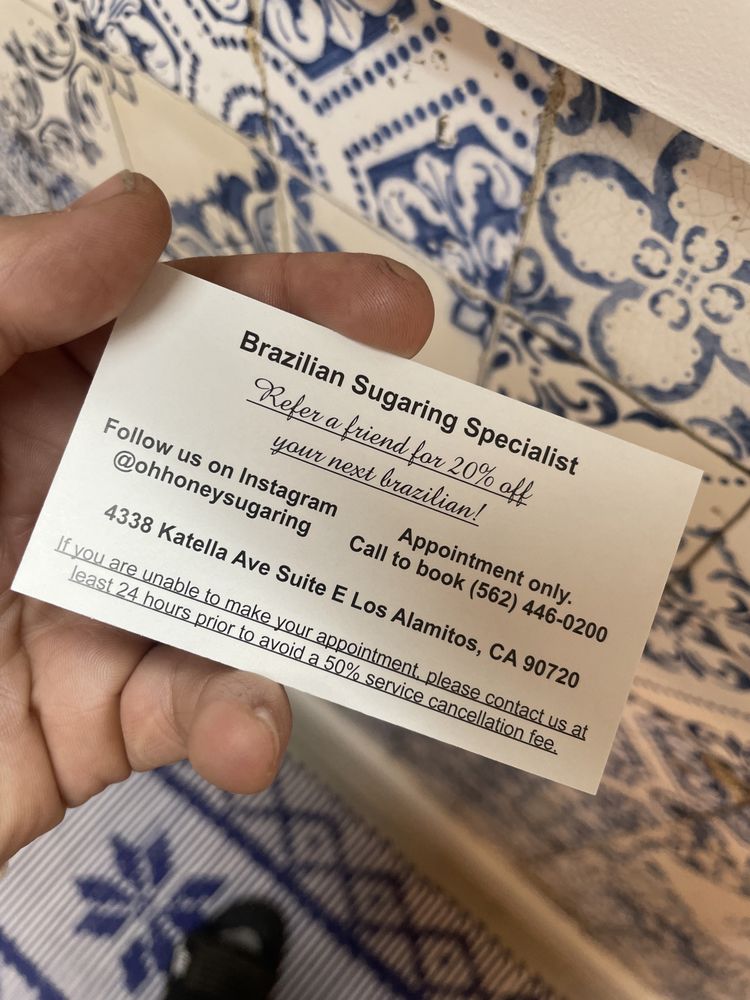 Brazilian Sugaring Specialist
Refer a friend for 20% off
your next brazilian!
Follow us on Instagram
@ohhoneysugaring
Appointment only.
Call to book (562) 446-0200
4338 Katella Ave Suite E Los Alamitos, CA 90720
If you are unable to make your appointment, please contact us at
least 24 hours prior to avoid a 50% service cancellation fee.